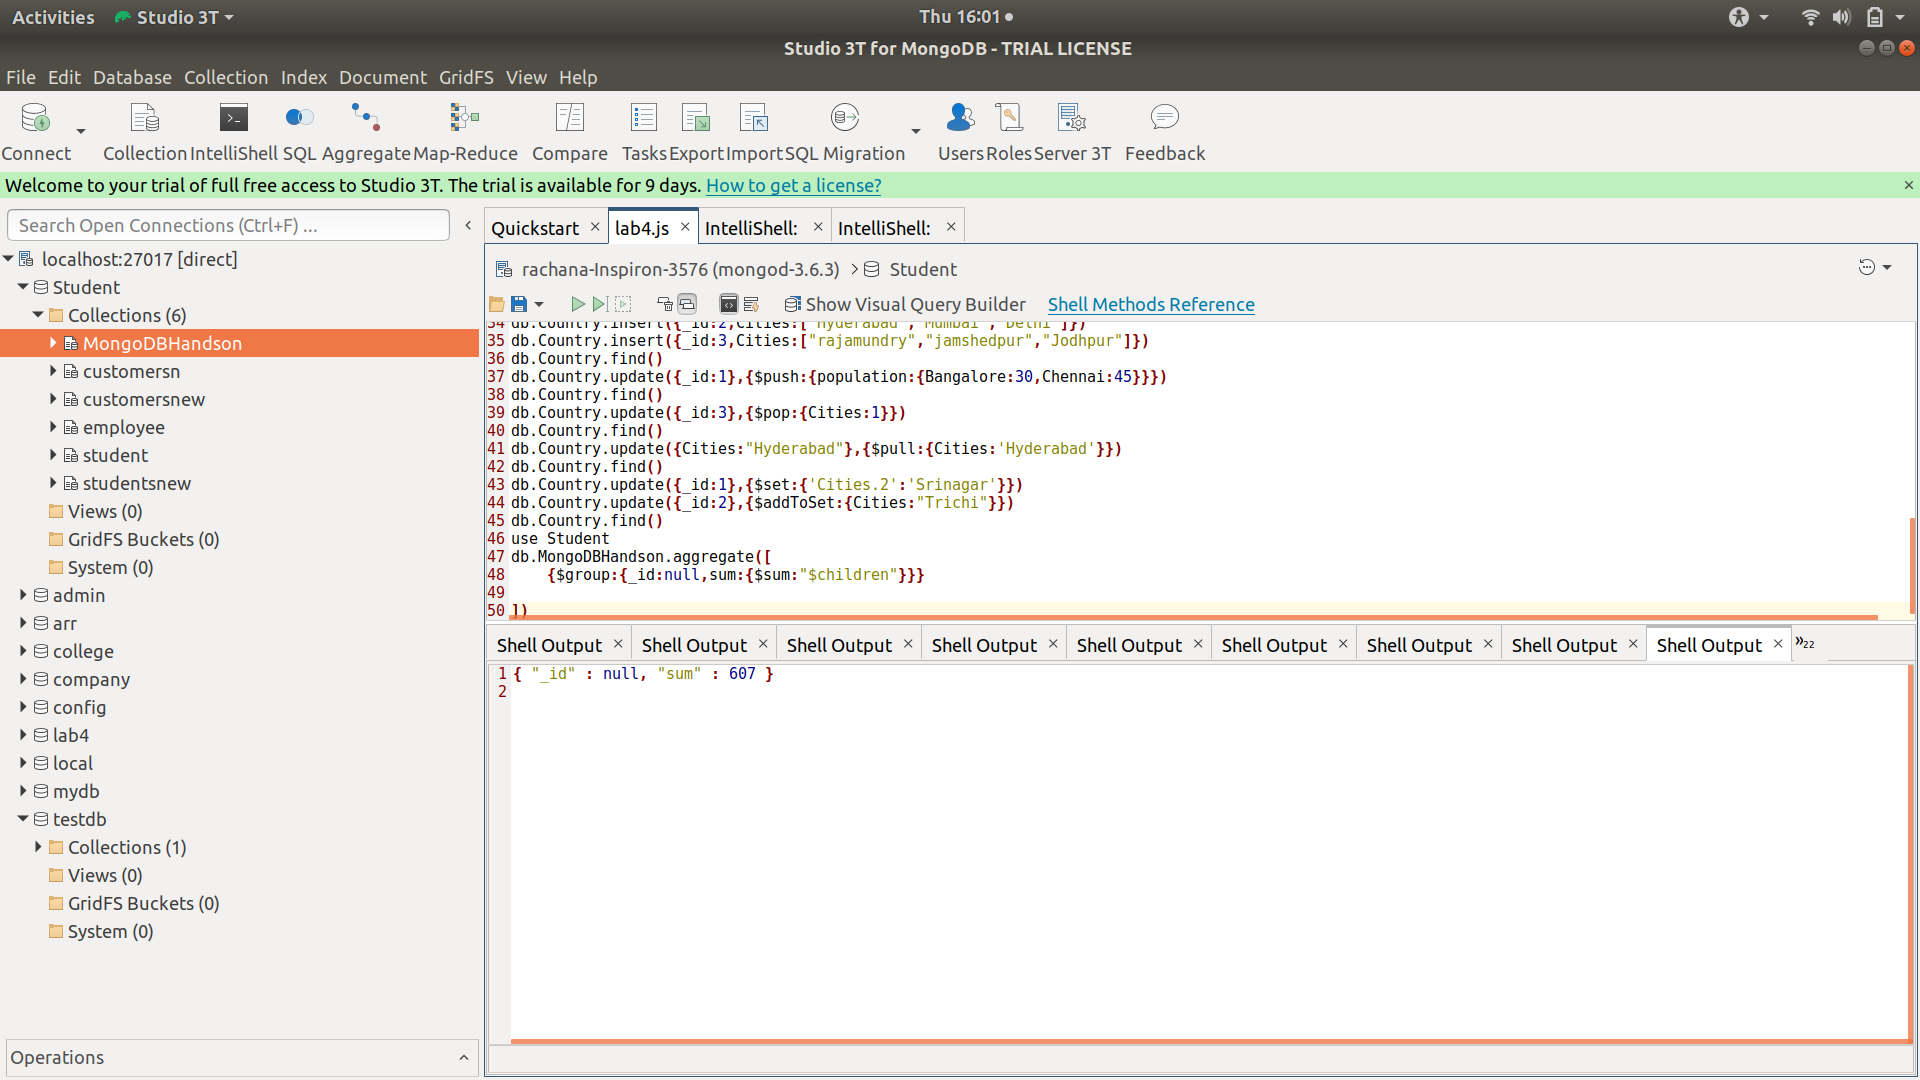 Activities Studio 3T Thu 16:01
Studio 3T for MongoDB - TRIAL LICENSE
File Edit Database Collection Index Document GridFS View Help
Connect Collection IntelliShell SQL Aggregate Map-Reduce Compare Tasks Export Import SQL Migration Users Roles Server 3T Feedback
Welcome to your trial of full free access to Studio 3T. The trial is available for 9 days. How to get a license?
Search Open Connections (Ctrl+F) ...
localhost:27017 [direct]
Student
Collections (6)
MongoDBHandson
customersn
customersnew
employee
student
studentsnew
Views (0)
GridFS Buckets (0)
System (0)
admin
arr
college
company
config
lab4
local
mydb
testdb
Collections (1)
Views (0)
GridFS Buckets (0)
System (0)
Operations
Quickstart lab4.js IntelliShell: IntelliShell:
rachana-Inspiron-3576 (mongod-3.6.3) > Student
Show Visual Query Builder Shell Methods Reference
34 db.Country.insert({_id:2,Cities:["Hyderabad","Mumbai","Delhi"]})
35 db.Country.insert({_id:3,Cities:["rajamundry","jamshedpur","Jodhpur"]})
36 db.Country.find()
37 db.Country.update({_id:1},{$push:{population:{Bangalore:30,Chennai:45}}})
38 db.Country.find()
39 db.Country.update({_id:3},{$pop:{Cities:1}})
40 db.Country.find()
41 db.Country.update({Cities:"Hyderabad"},{$pull:{Cities:'Hyderabad'}})
42 db.Country.find()
43 db.Country.update({_id:1},{$set:{'Cities.2':'Srinagar'}})
44 db.Country.update({_id:2},{$addToSet:{Cities:"Trichi"}})
45 db.Country.find()
46 use Student
47 db.MongoDBHandson.aggregate([
48 {$group:{_id:null,sum:{$sum:"$children"}}}
49
50 ])
Shell Output Shell Output Shell Output Shell Output Shell Output Shell Output Shell Output Shell Output Shell Output »22
1 { "_id" : null, "sum" : 607 }
2